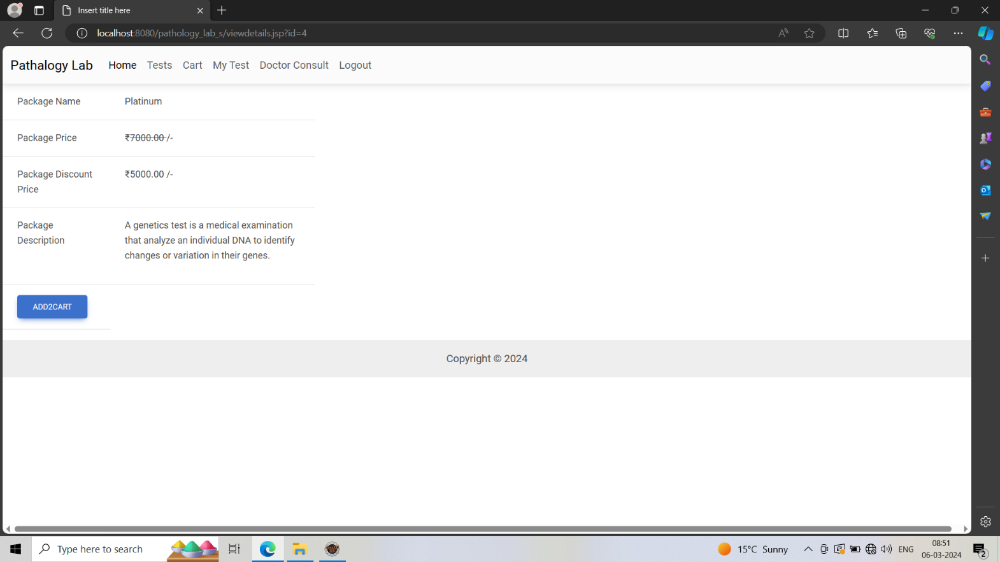 Insert title here
localhost:8080/pathology_lab_s/viewdetails.jsp?id=4
Pathalogy Lab Home Tests Cart My Test Doctor Consult Logout
Package Name Platinum
Package Price ₹7000.00 /-
Package Discount ₹5000.00 /-
Price
Package A genetics test is a medical examination
Description that analyze an individual DNA to identify
changes or variation in their genes.
ADD2CART
Copyright © 2024
Type here to search
15°C Sunny
ENG
08:51
06-03-2024
2